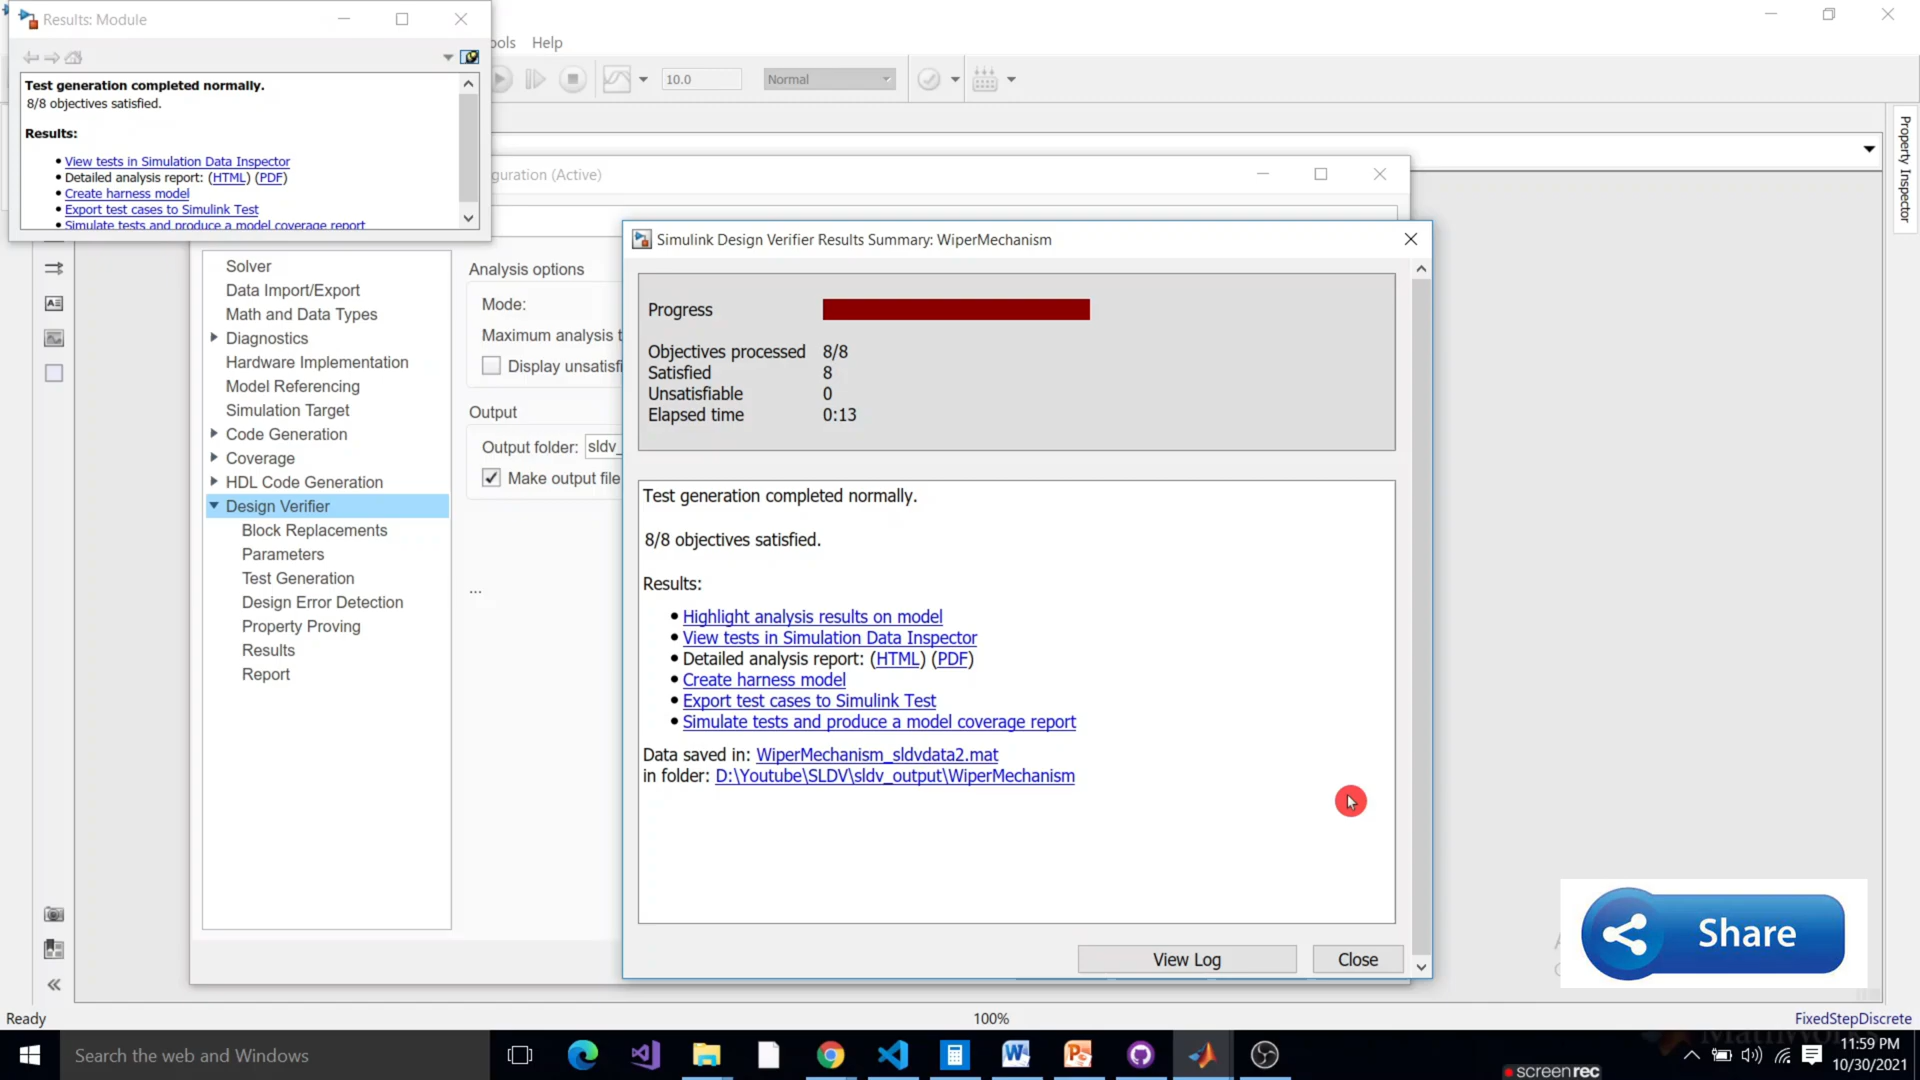 Results: Module
Test generation completed normally.
8/8 objectives satisfied.
Results:
• View tests in Simulation Data Inspector
• Detailed analysis report: (HTML) (PDF)
• Create harness model
• Export test cases to Simulink Test
• Simulate tests and produce a model coverage report
ools Help
10.0
Normal
Property Inspector
guration (Active)
Solver
Data Import/Export
Math and Data Types
Diagnostics
Hardware Implementation
Model Referencing
Simulation Target
Code Generation
Coverage
HDL Code Generation
Design Verifier
Block Replacements
Parameters
Test Generation
Design Error Detection
Property Proving
Results
Report
Analysis options
Mode:
Maximum analysis t
Display unsatisfi
Output
Output folder: sldv_
Make output file
...
Simulink Design Verifier Results Summary: WiperMechanism
Progress
Objectives processed 8/8
Satisfied 8
Unsatisfiable 0
Elapsed time 0:13
Test generation completed normally.
8/8 objectives satisfied.
Results:
• Highlight analysis results on model
• View tests in Simulation Data Inspector
• Detailed analysis report: (HTML) (PDF)
• Create harness model
• Export test cases to Simulink Test
• Simulate tests and produce a model coverage report
Data saved in: WiperMechanism_sldvdata2.mat
in folder: D:\Youtube\SLDV\sldv_output\WiperMechanism
View Log
Close
Share
Ready
100%
FixedStepDiscrete
Search the web and Windows
11:59 PM
10/30/2021
screenrec